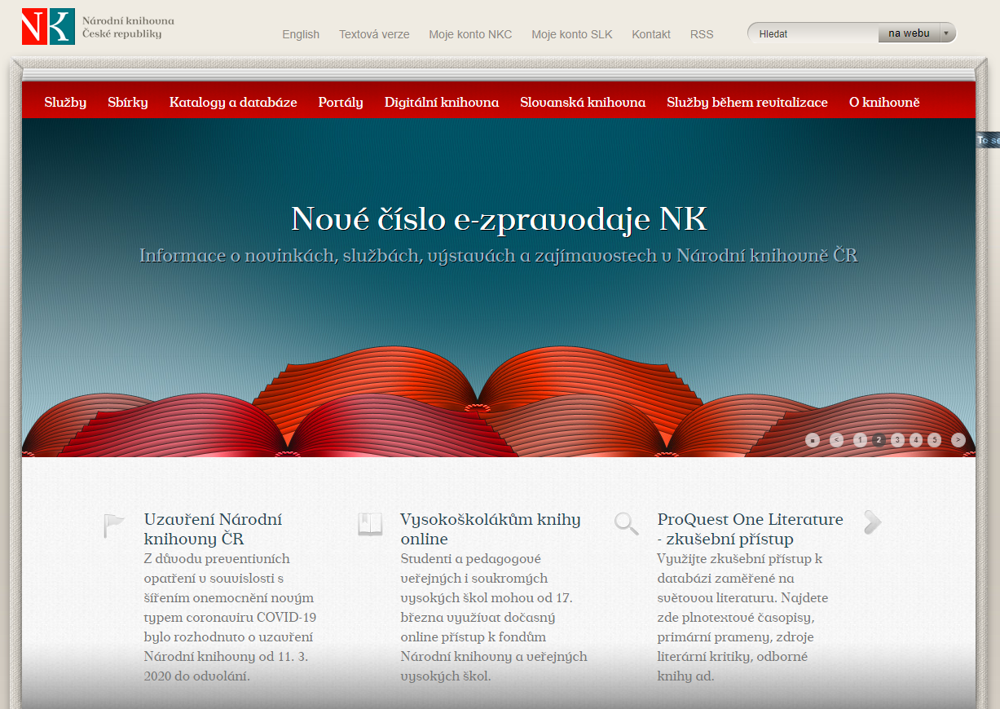 NK
Národní knihovna
České republiky
English Textová verze Moje konto NKC Moje konto SLK Kontakt RSS
Hledat na webu
Služby Sbírky Katalogy a databáze Portály Digitální knihovna Slovanská knihovna Služby během revitalizace O knihovně
Nové číslo e-zpravodaje NK
Informace o novinkách, službách, výstavách a zajímavostech v Národní knihovně ČR
< 1 2 3 4 5 >
Uzavření Národní
knihovny ČR
Z důvodu preventivních
opatření v souvislosti s
šířením onemocnění novým
typem coronaviru COVID-19
bylo rozhodnuto o uzavření
Národní knihovny od 11. 3.
2020 do odvolání.
Vysokoškolákům knihy
online
Studenti a pedagogové
veřejných i soukromých
vysokých škol mohou od 17.
března využívat dočasný
online přístup k fondům
Národní knihovny a veřejných
vysokých škol.
ProQuest One Literature
- zkušební přístup
Využijte zkušební přístup k
databázi zaměřené na
světovou literaturu. Najdete
zde plnotextové časopisy,
primární prameny, zdroje
literární kritiky, odborné
knihy ad.